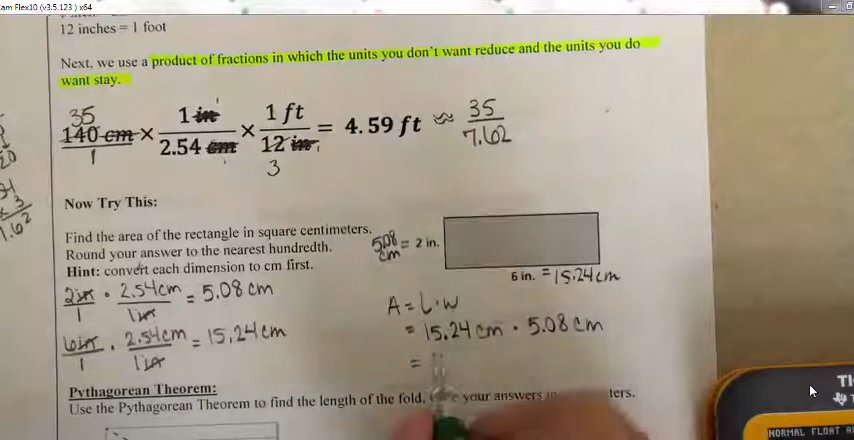 am Flex10 (v3.5.123 ) x64
12 inches = 1 foot
Next, we use a product of fractions in which the units you don't want reduce and the units you do
want stay.
35
140 cm/1 × 1 in/2.54 cm × 1 ft/12 in = 4.59 ft ≈ 35/7.62
3
Now Try This:
Find the area of the rectangle in square centimeters.
Round your answer to the nearest hundredth.
Hint: convert each dimension to cm first.
5.08 cm = 2 in.
6 in. = 15.24 cm
2in/1 · 2.54cm/1in = 5.08 cm
6in/1 · 2.54cm/1in = 15.24 cm
A = L·W
= 15.24 cm · 5.08 cm
=
Pythagorean Theorem:
Use the Pythagorean Theorem to find the length of the fold, your answers in
NORMAL FLOAT